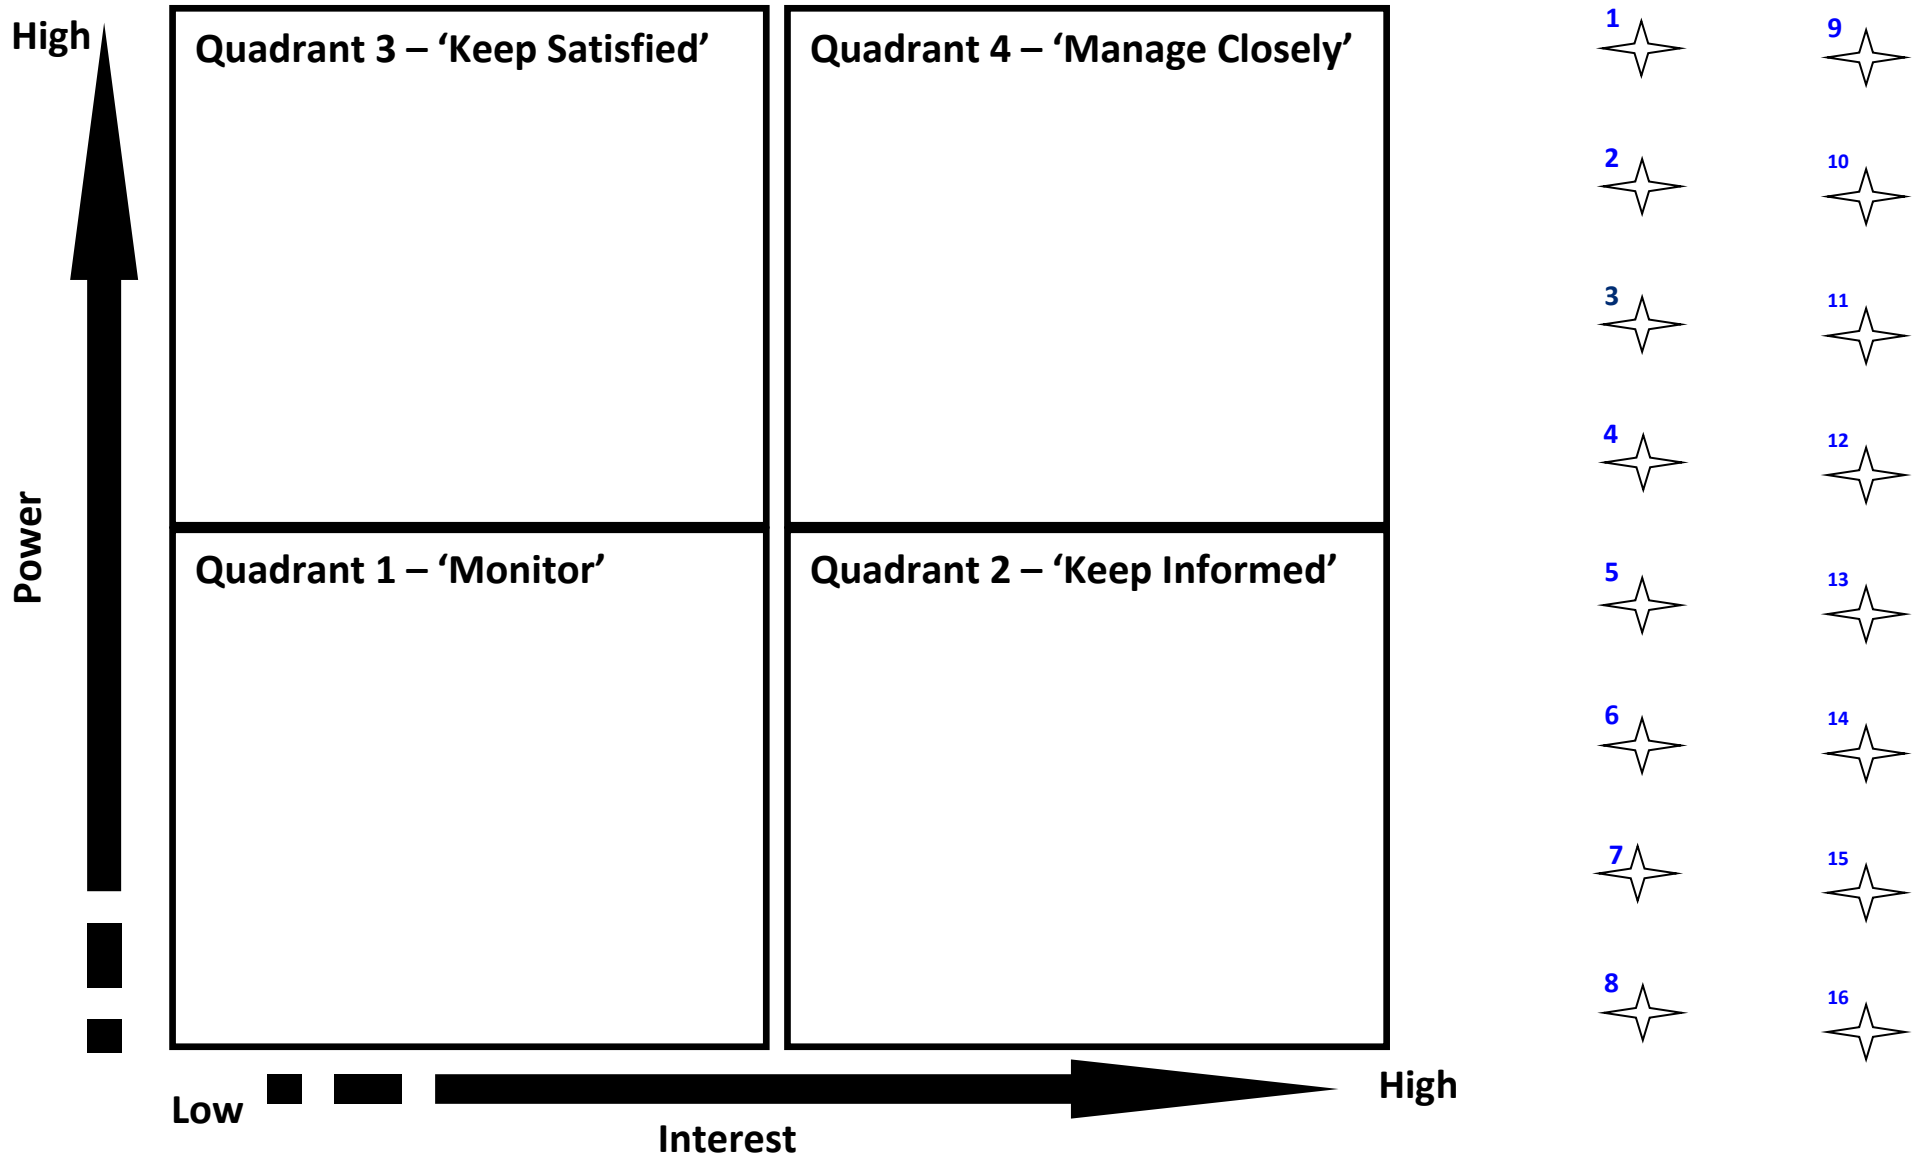 High
Quadrant 3 – ‘Keep Satisfied’
Quadrant 4 – ‘Manage Closely’
Power
Quadrant 1 – ‘Monitor’
Quadrant 2 – ‘Keep Informed’
Low
High
Interest
1
2
3
4
5
6
7
8
9
10
11
12
13
14
15
16